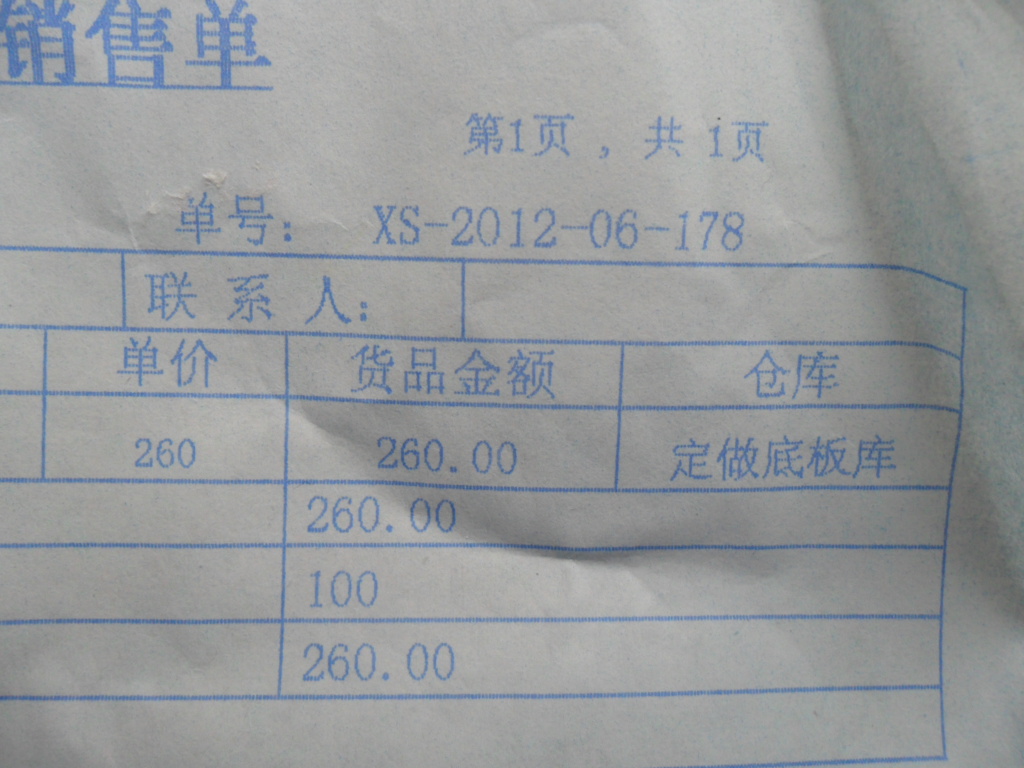 销售单
第1页 , 共 1页
单号: XS-2012-06-178
联 系 人:
单价 货品金额 仓库
260 260.00 定做底板库
260.00
100
260.00